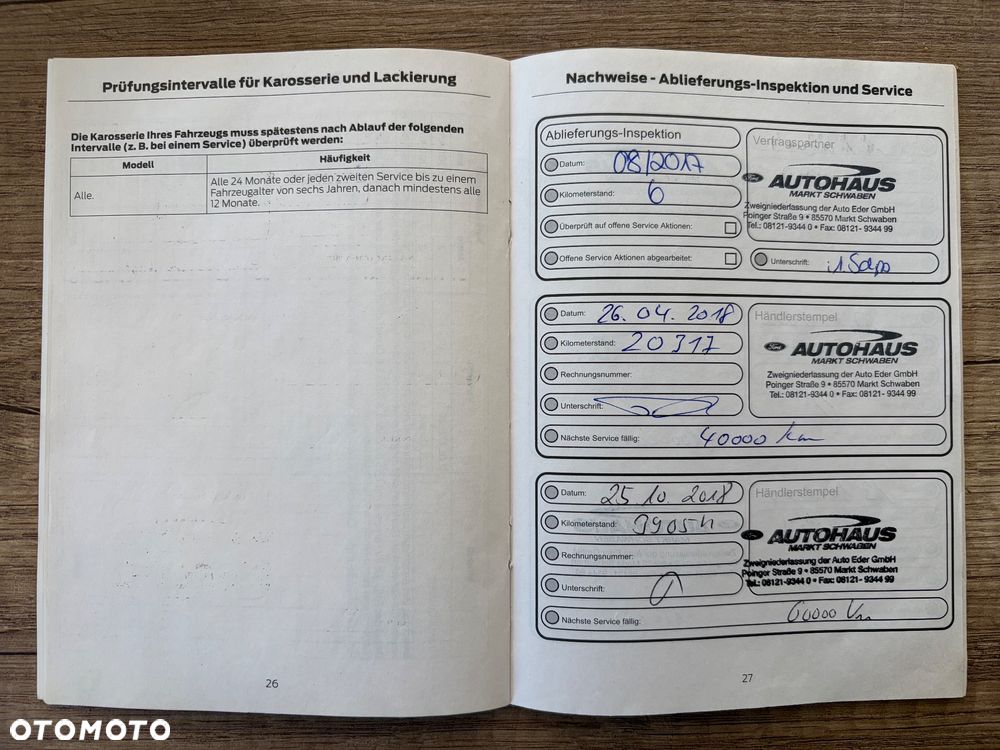 Prüfungsintervalle für Karosserie und Lackierung
Die Karosserie Ihres Fahrzeugs muss spätestens nach Ablauf der folgenden
Intervalle (z. B. bei einem Service) überprüft werden:
Modell
Häufigkeit
Alle.
Alle 24 Monate oder jeden zweiten Service bis zu einem
Fahrzeugalter von sechs Jahren, danach mindestens alle
12 Monate.
26
Nachweise - Ablieferungs-Inspektion und Service
Ablieferungs-Inspektion
Datum: 08/2017
Kilometerstand: 6
Überprüft auf offene Service Aktionen:
Offene Service Aktionen abgearbeitet:
Vertragspartner
Ford AUTOHAUS
MARKT SCHWABEN
Zweigniederlassung der Auto Eder GmbH
Poinger Straße 9 • 85570 Markt Schwaben
Tel.: 08121-9344 0 • Fax: 08121- 9344 99
Unterschrift:
Datum: 26.04.2018
Kilometerstand: 20317
Rechnungsnummer:
Unterschrift:
Nächste Service fällig: 40000 km
Händlerstempel
Ford AUTOHAUS
MARKT SCHWABEN
Zweigniederlassung der Auto Eder GmbH
Poinger Straße 9 • 85570 Markt Schwaben
Tel.: 08121-9344 0 • Fax: 08121- 9344 99
Datum: 25.10.2018
Kilometerstand:
Rechnungsnummer:
Unterschrift:
Nächste Service fällig: 60000 Km
Händlerstempel
AUTOHAUS
MARKT SCHWABEN
Zweigniederlassung der Auto Eder GmbH
Poinger Straße 9 • 85570 Markt Schwaben
Tel.: 08121-9344 0 • Fax: 08121- 9344 99
27
OTOMOTO